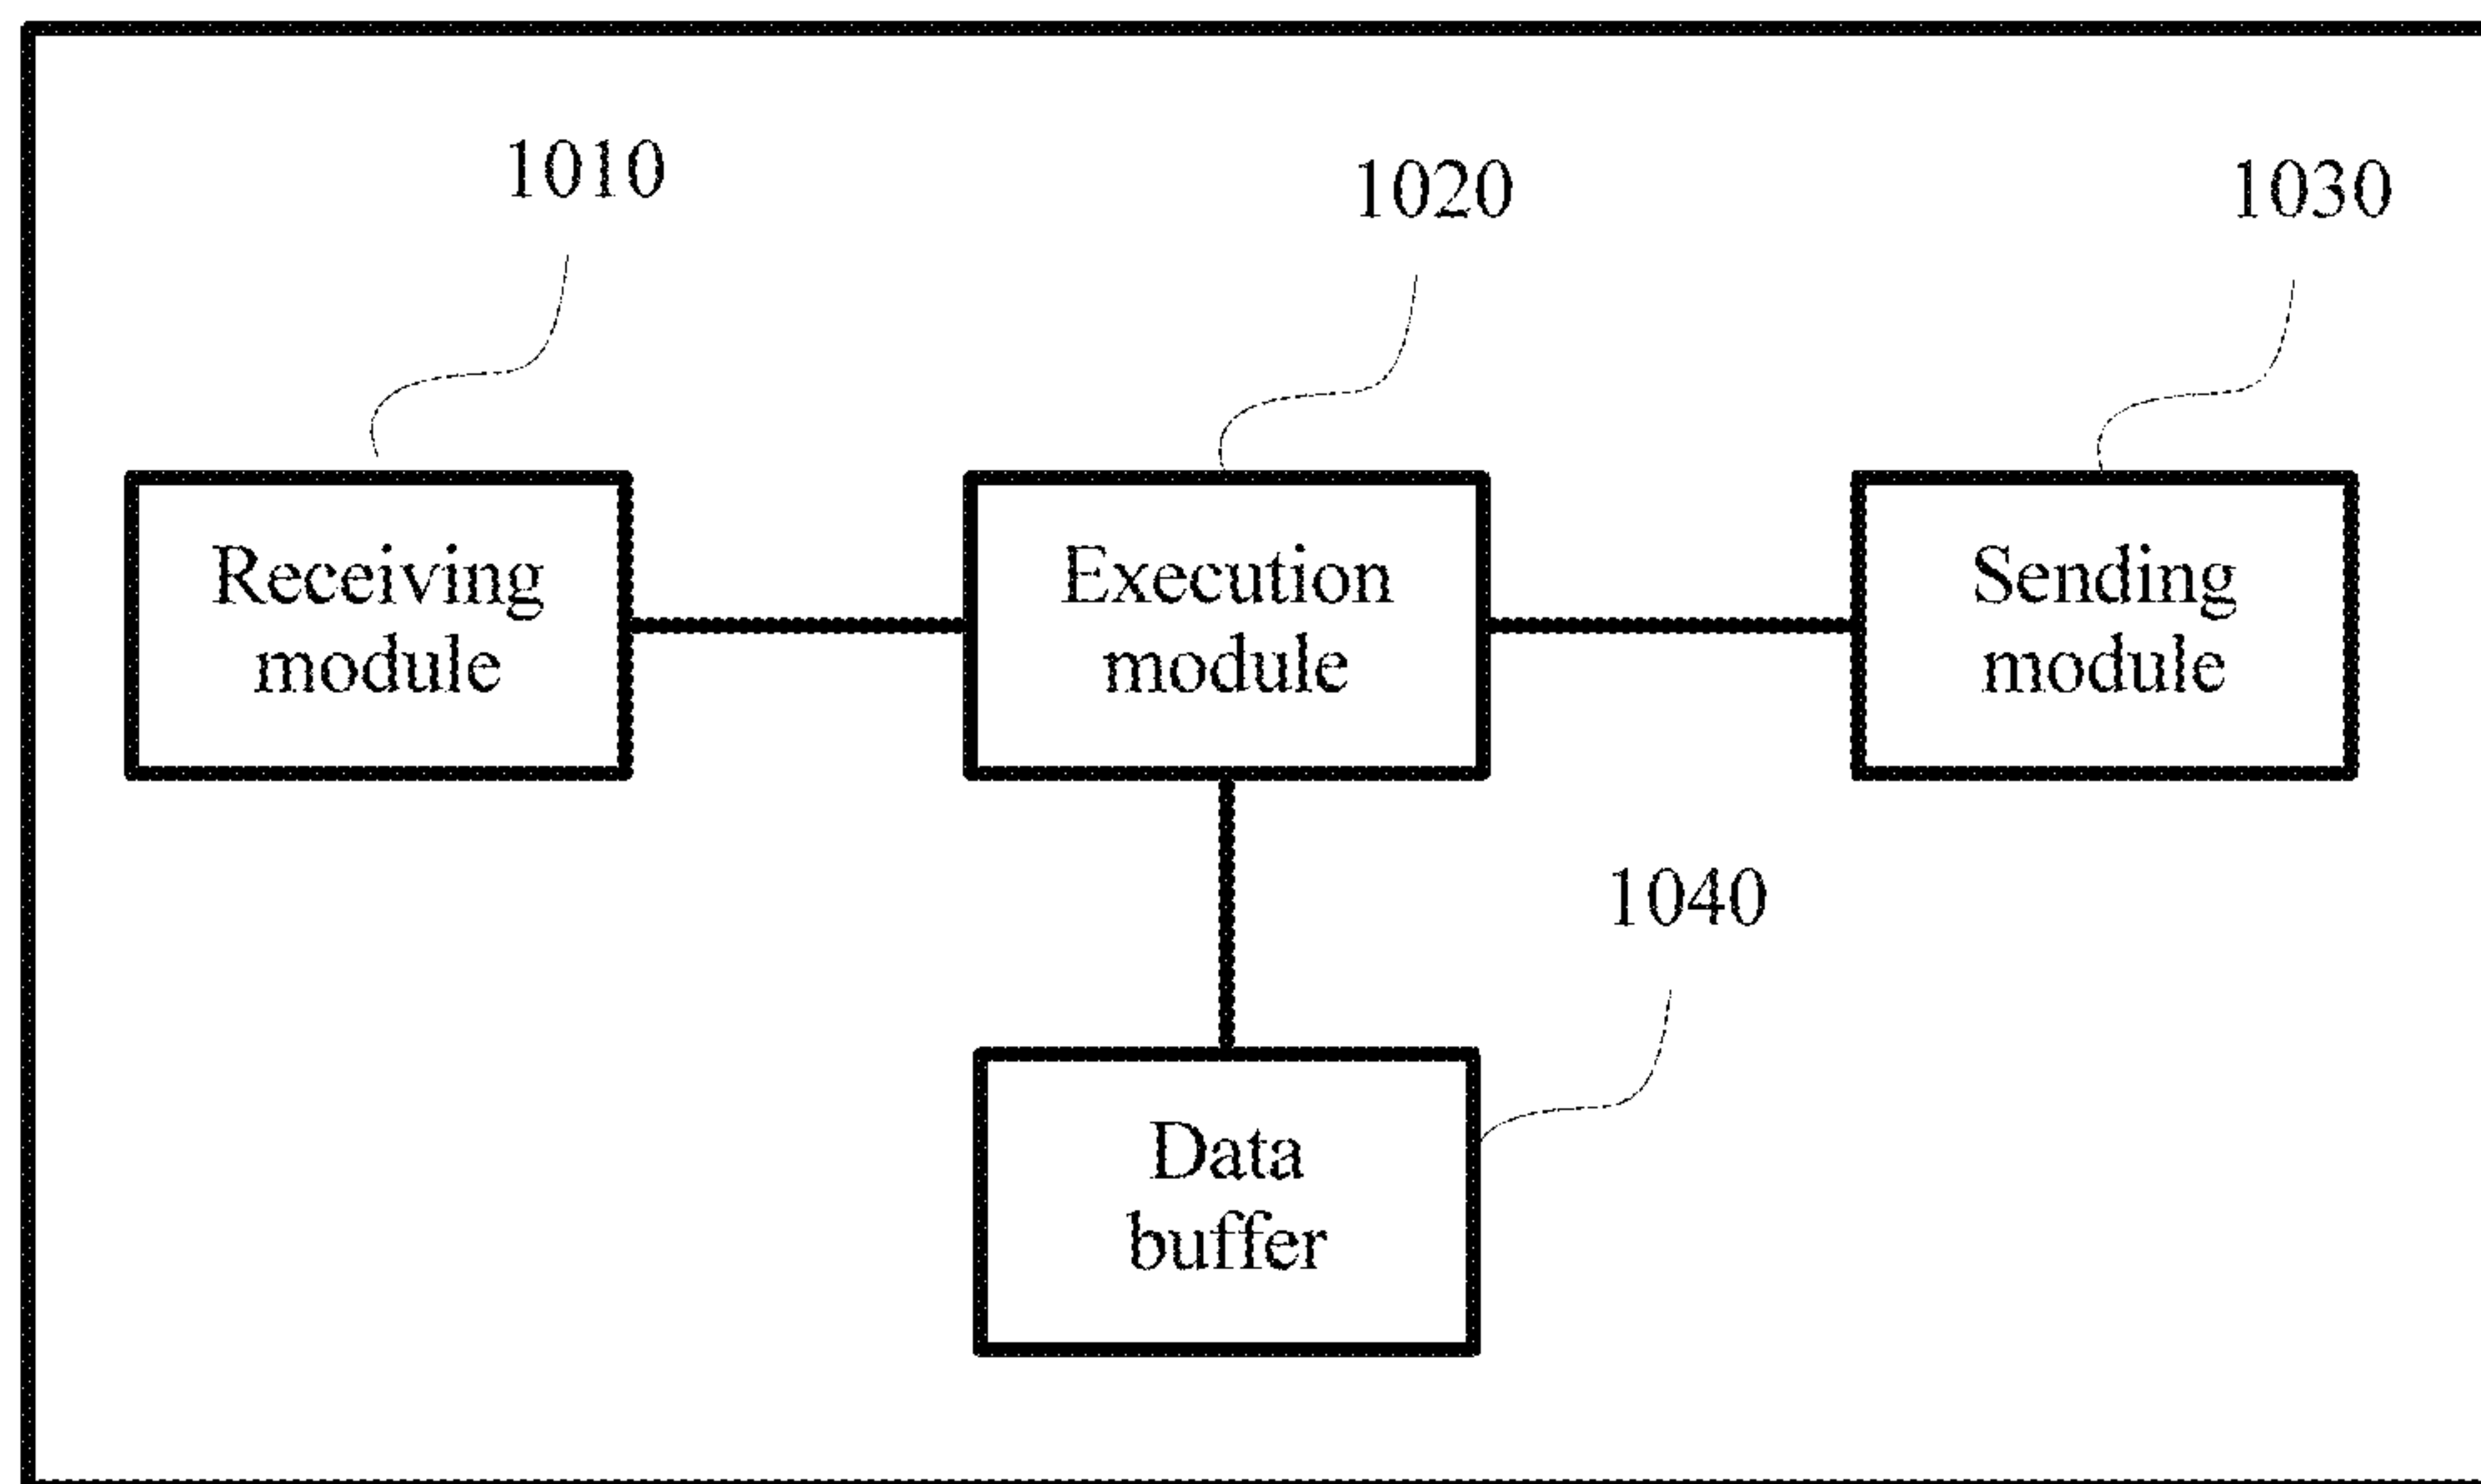 1010
1020
1030
Receiving
module
Execution
module
Sending
module
1040
Data
buffer